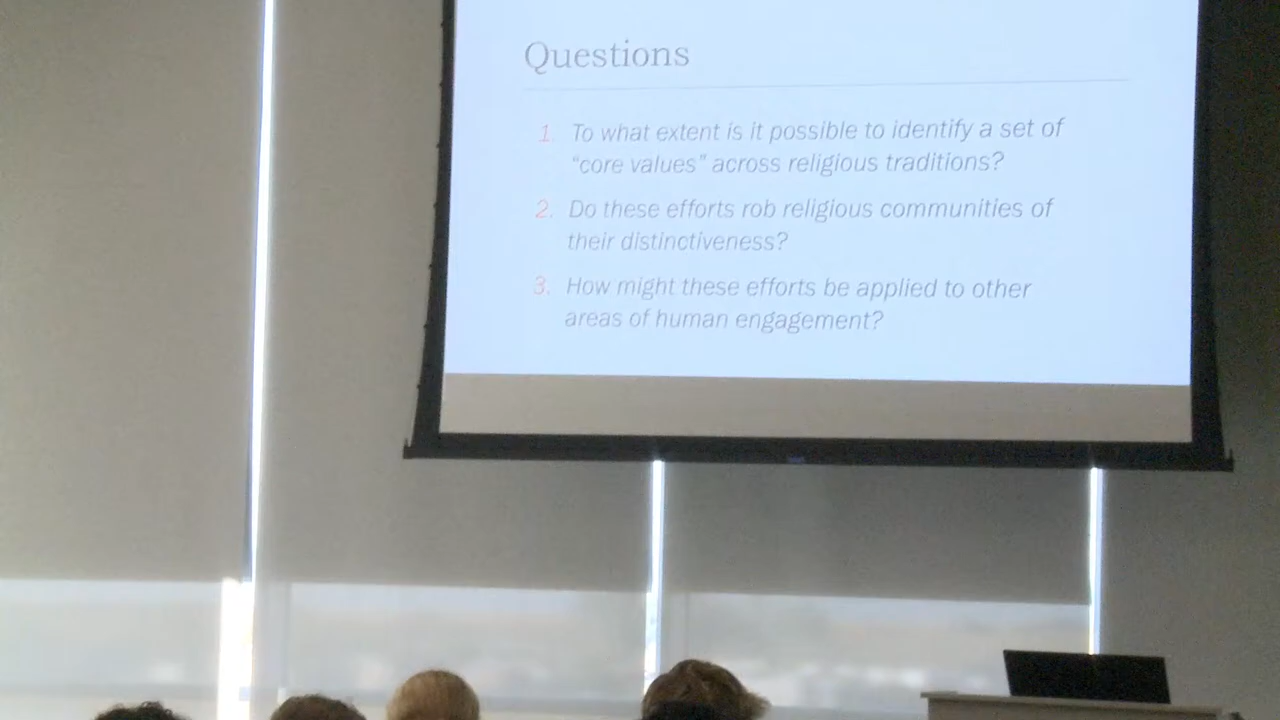 Questions
1. To what extent is it possible to identify a set of
"core values" across religious traditions?
2. Do these efforts rob religious communities of
their distinctiveness?
3. How might these efforts be applied to other
areas of human engagement?